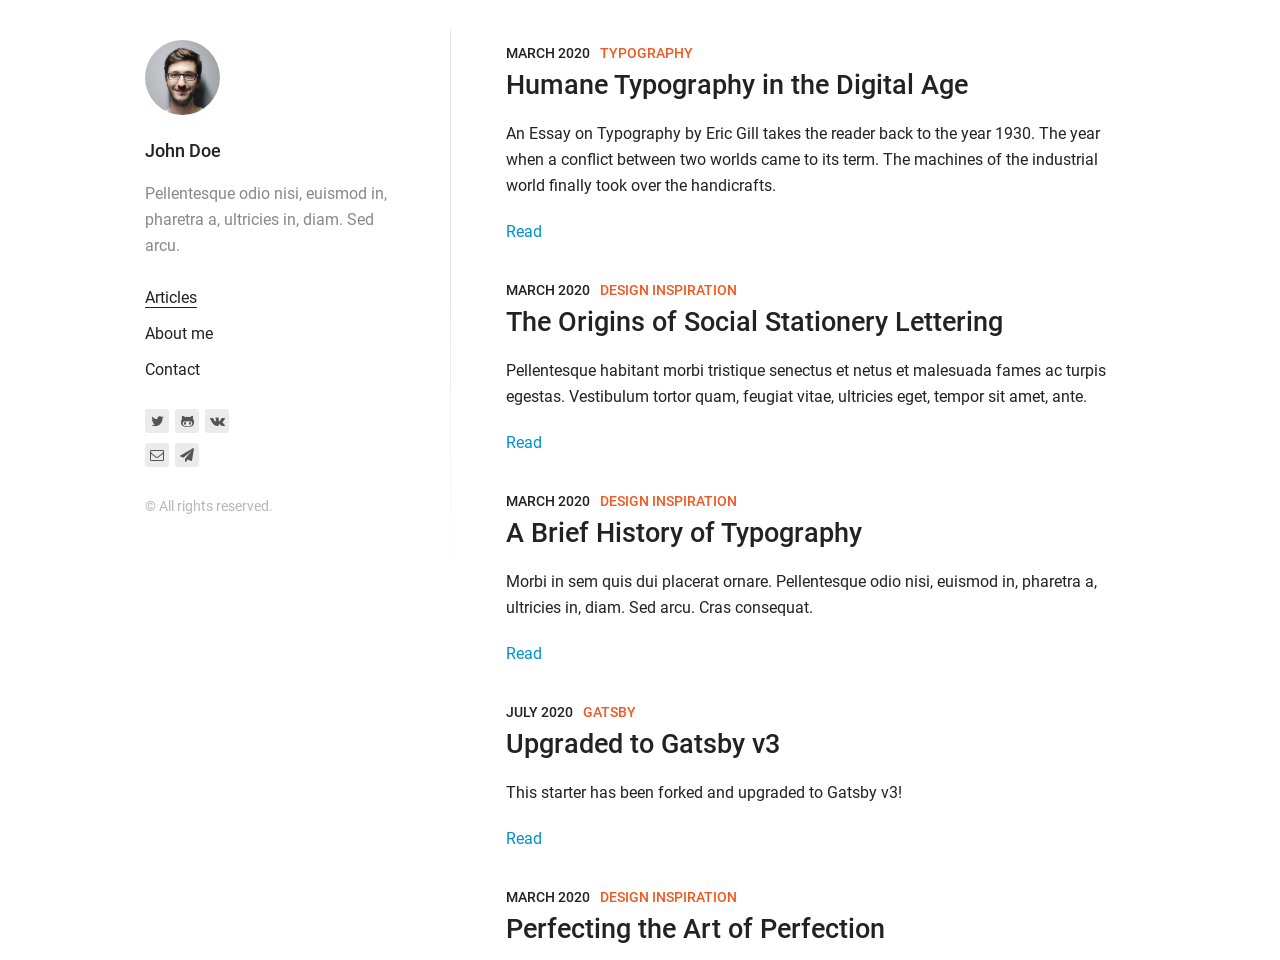 John Doe
Pellentesque odio nisi, euismod in,
pharetra a, ultricies in, diam. Sed
arcu.
Articles
About me
Contact
© All rights reserved.
MARCH 2020 TYPOGRAPHY
Humane Typography in the Digital Age
An Essay on Typography by Eric Gill takes the reader back to the year 1930. The year
when a conflict between two worlds came to its term. The machines of the industrial
world finally took over the handicrafts.
Read
MARCH 2020 DESIGN INSPIRATION
The Origins of Social Stationery Lettering
Pellentesque habitant morbi tristique senectus et netus et malesuada fames ac turpis
egestas. Vestibulum tortor quam, feugiat vitae, ultricies eget, tempor sit amet, ante.
Read
MARCH 2020 DESIGN INSPIRATION
A Brief History of Typography
Morbi in sem quis dui placerat ornare. Pellentesque odio nisi, euismod in, pharetra a,
ultricies in, diam. Sed arcu. Cras consequat.
Read
JULY 2020 GATSBY
Upgraded to Gatsby v3
This starter has been forked and upgraded to Gatsby v3!
Read
MARCH 2020 DESIGN INSPIRATION
Perfecting the Art of Perfection